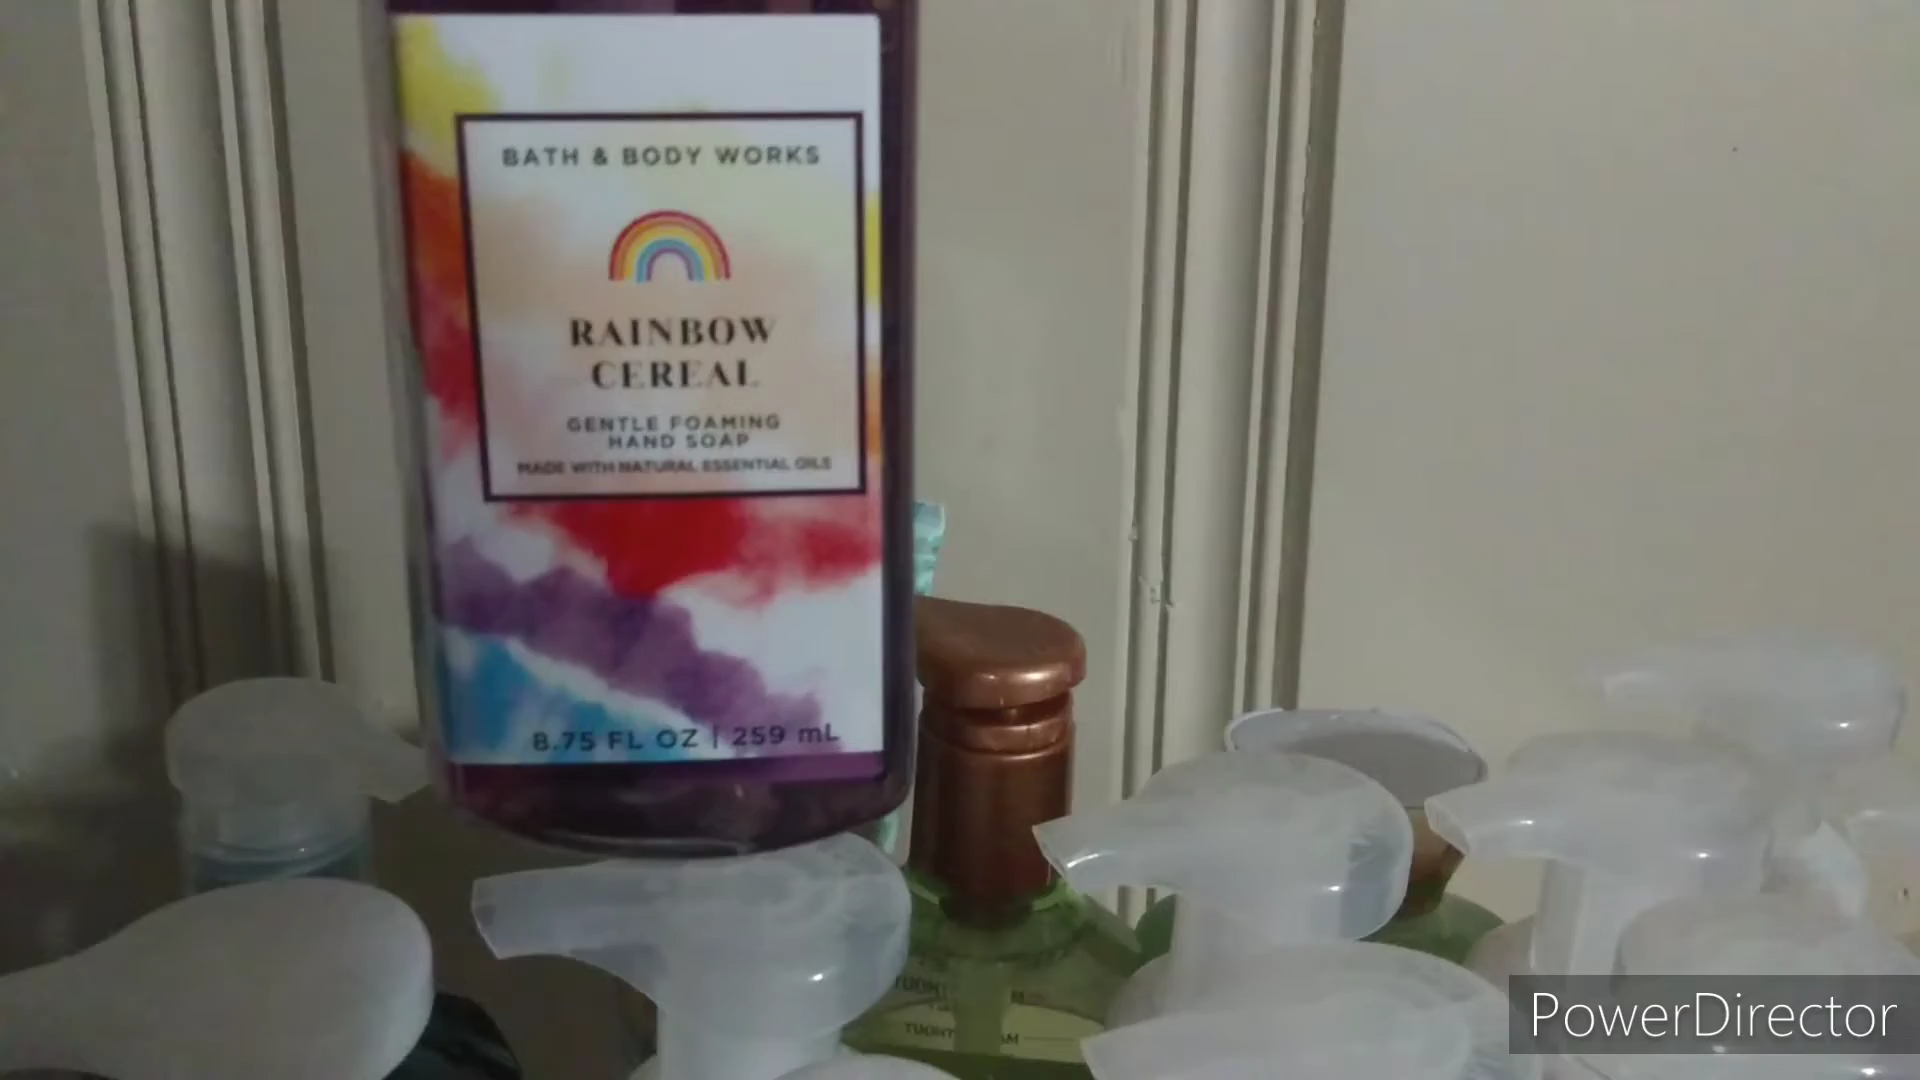 BATH & BODY WORKS
RAINBOW
CEREAL
GENTLE FOAMING
HAND SOAP
MADE WITH NATURAL ESSENTIAL OILS
8.75 FL OZ | 259 mL
PowerDirector